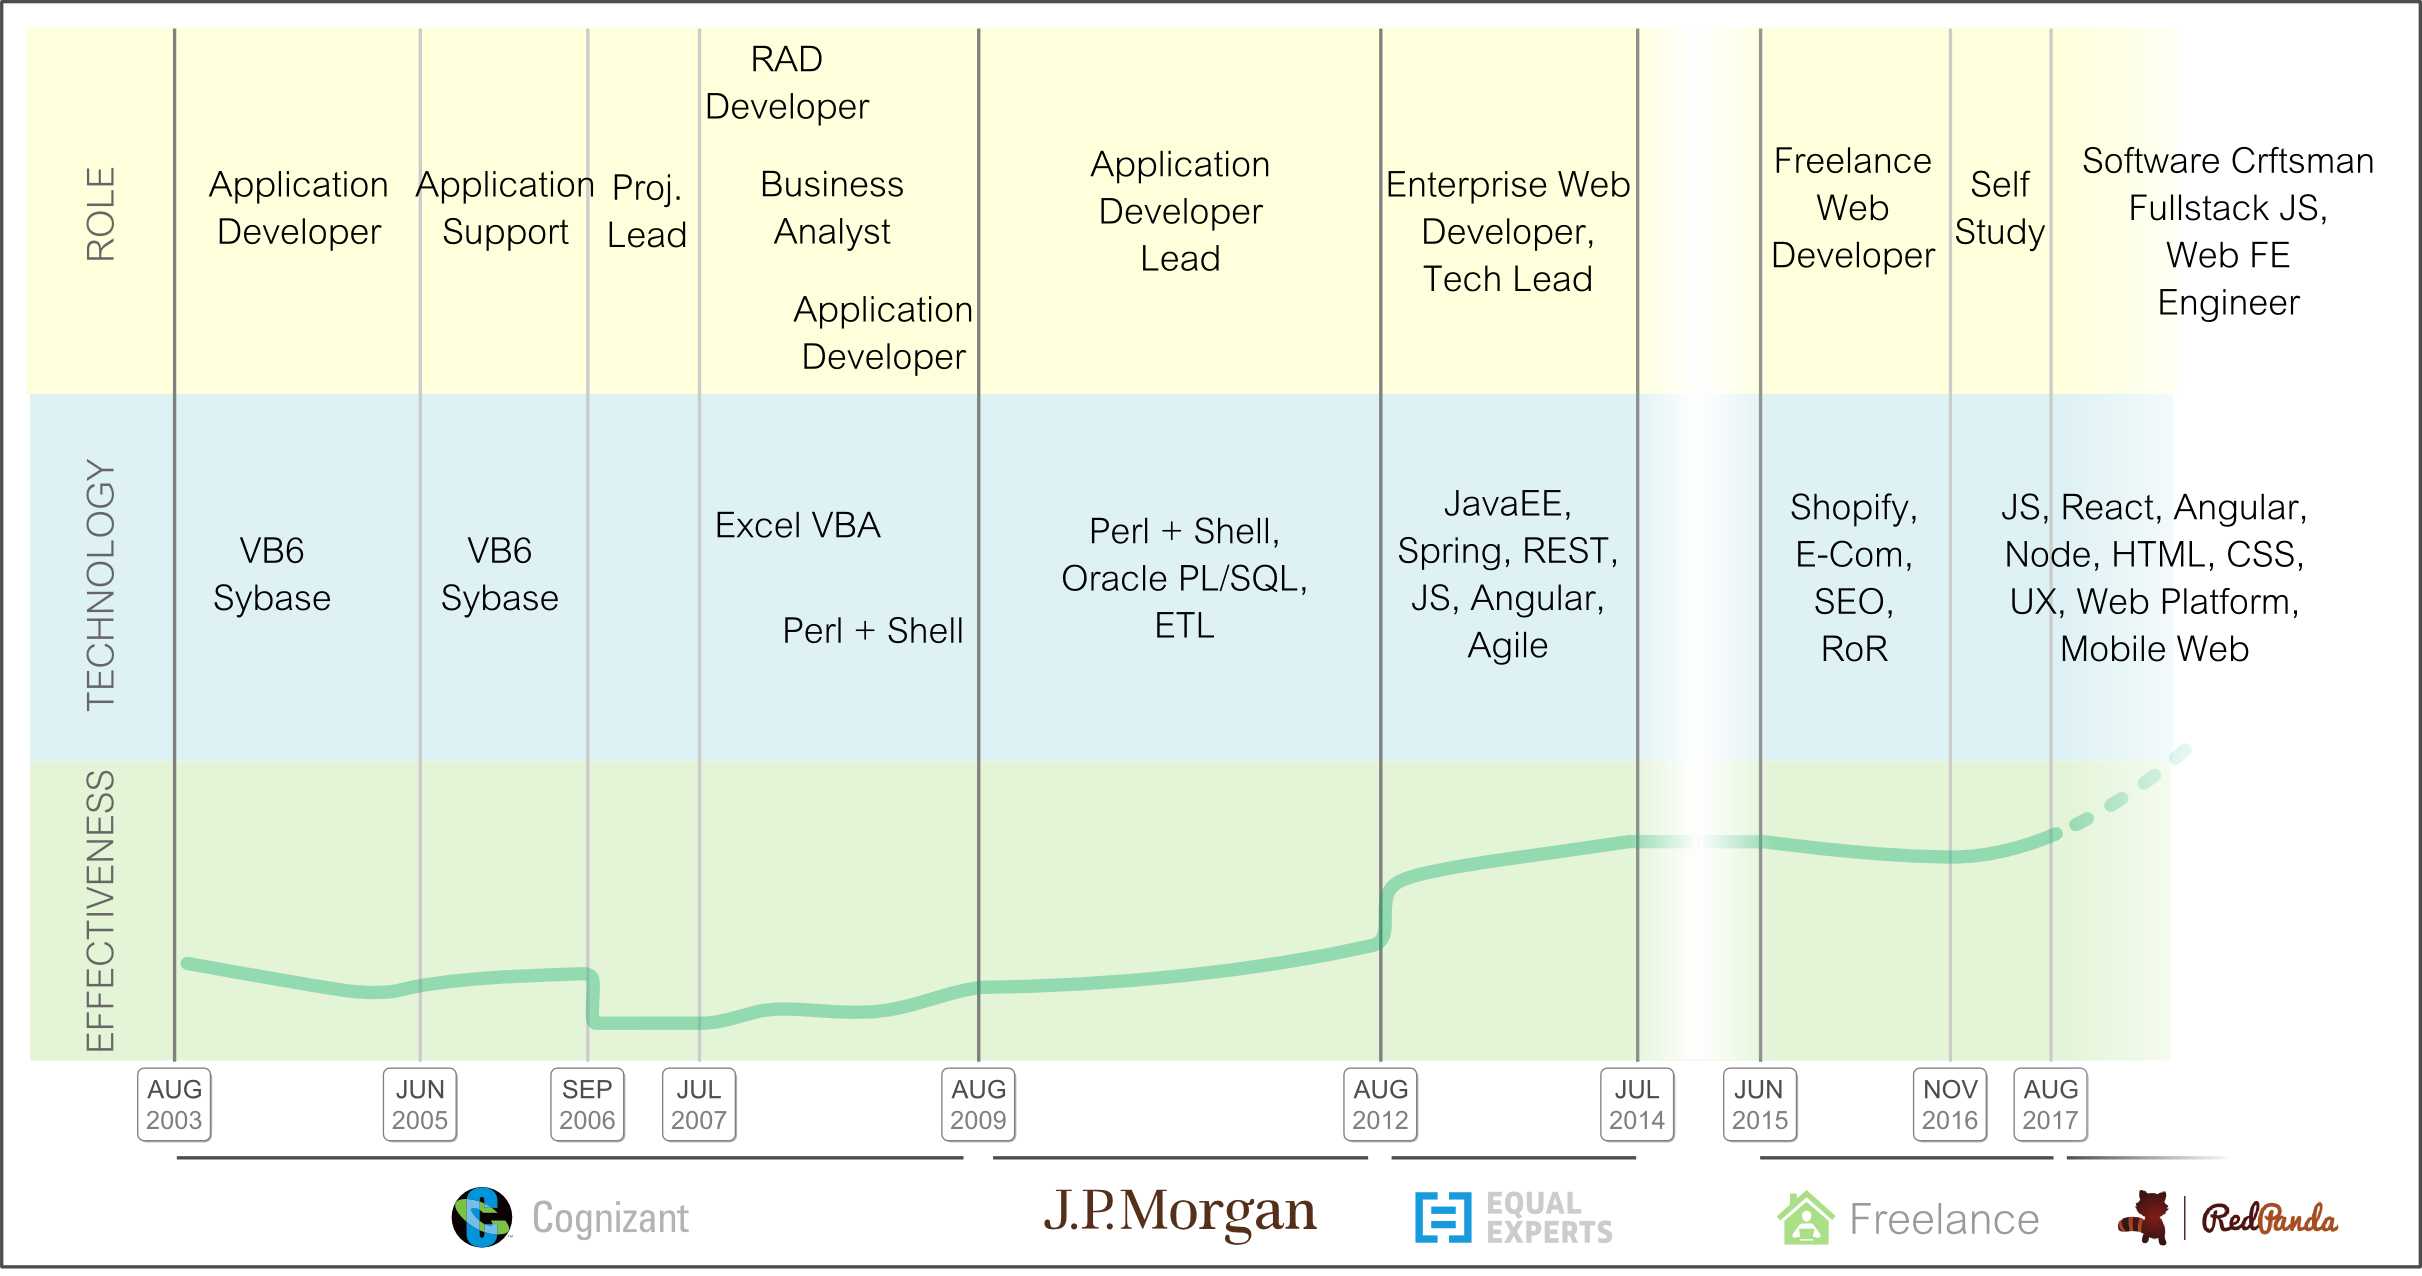 ROLE
Application
Developer
Application
Support
Proj.
Lead
RAD
Developer
Business
Analyst
Application
Developer
Application
Developer
Lead
Enterprise Web
Developer,
Tech Lead
Freelance
Web
Developer
Self
Study
Software Crftsman
Fullstack JS,
Web FE
Engineer
TECHNOLOGY
VB6
Sybase
VB6
Sybase
Excel VBA
Perl + Shell
Perl + Shell,
Oracle PL/SQL,
ETL
JavaEE,
Spring, REST,
JS, Angular,
Agile
Shopify,
E-Com,
SEO,
RoR
JS, React, Angular,
Node, HTML, CSS,
UX, Web Platform,
Mobile Web
EFFECTIVENESS
AUG
2003
JUN
2005
SEP
2006
JUL
2007
AUG
2009
AUG
2012
JUL
2014
JUN
2015
NOV
2016
AUG
2017
Cognizant
J.P.Morgan
EQUAL
EXPERTS
Freelance
RedPanda